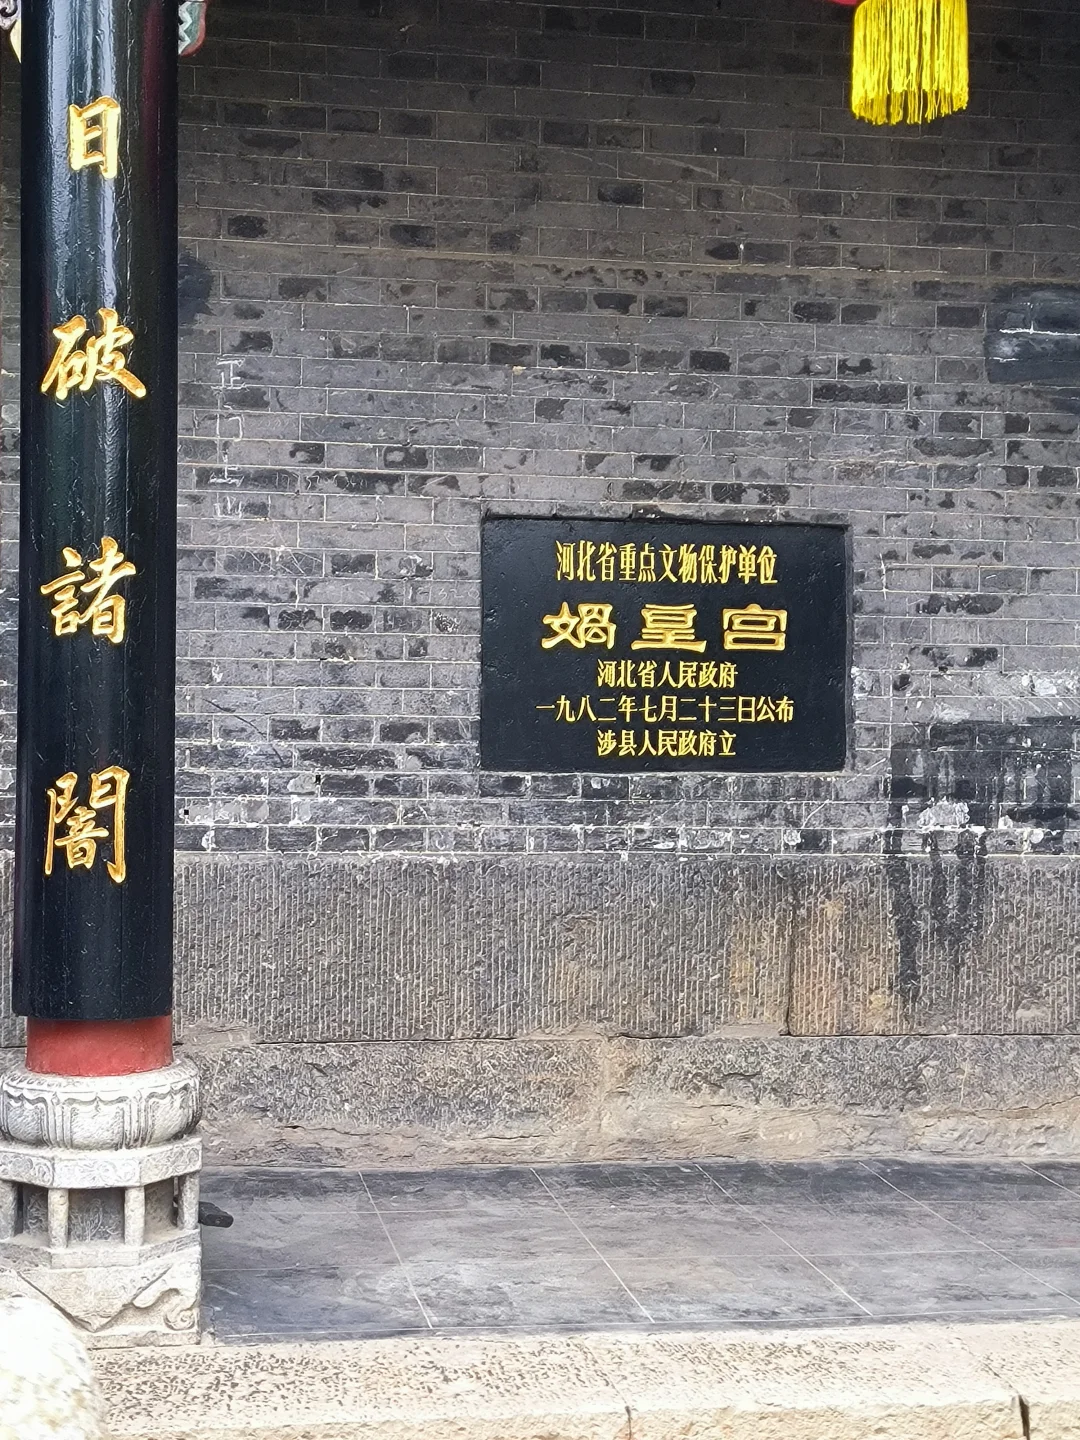 日破諸闇
河北省重点文物保护单位
娲皇宫
河北省人民政府
一九八二年七月二十三日公布
涉县人民政府立